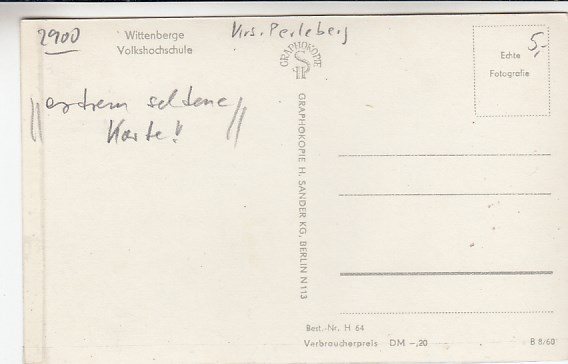 2900
Wittenberge
Volkshochschule
Krs. Perleberg
extrem seltene
Karte!!
GRAPHOKOPIE
GRAPHOKOPIE H. SANDER KG, BERLIN N 113
5,-
Echte
Fotografie
Best.-Nr. H 64
Verbraucherpreis DM -,20
B 8/60